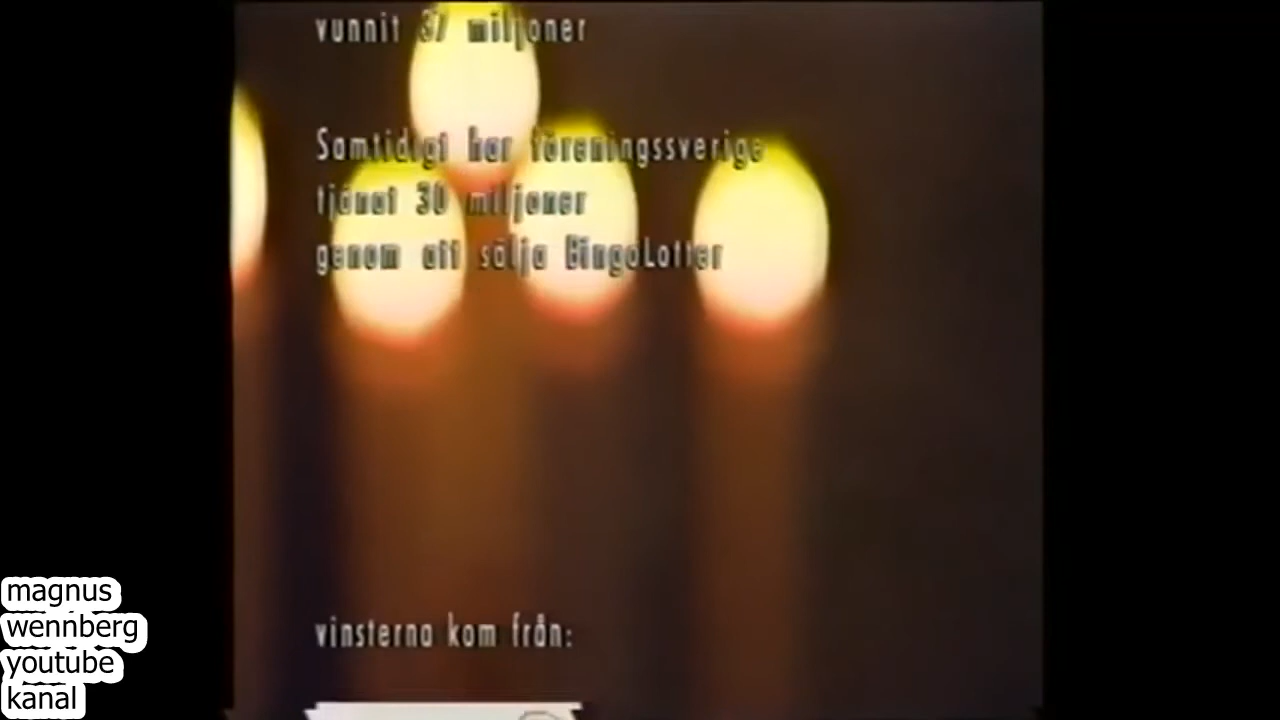 vunnit 37 miljoner
Samtidigt har föreningssverige
tjänat 30 miljoner
genom att sälja BingoLotter
vinsterna kom från:
magnus
wennberg
youtube
kanal